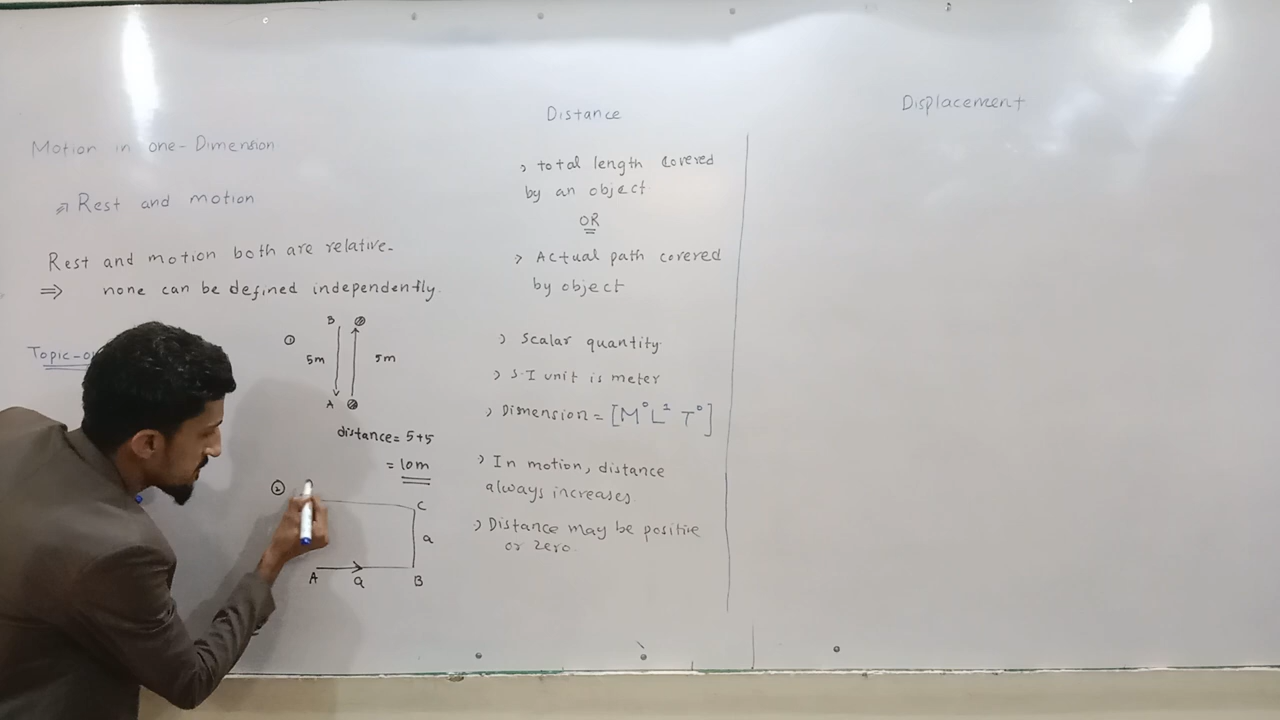 Motion in one-Dimension
⇒ Rest and motion
Rest and motion both are relative-
⇒ none can be defined independently.
Topic-
①
B
5m
5m
A
distance = 5+5
= 10m
②
C
a
A
a
B
Distance
› total length covered
by an object
OR
› Actual path covered
by object
› Scalar quantity
› S.I unit is meter
› Dimension = [M⁰L¹T⁰]
› In motion, distance
always increases.
› Distance may be positive
or zero.
Displacement